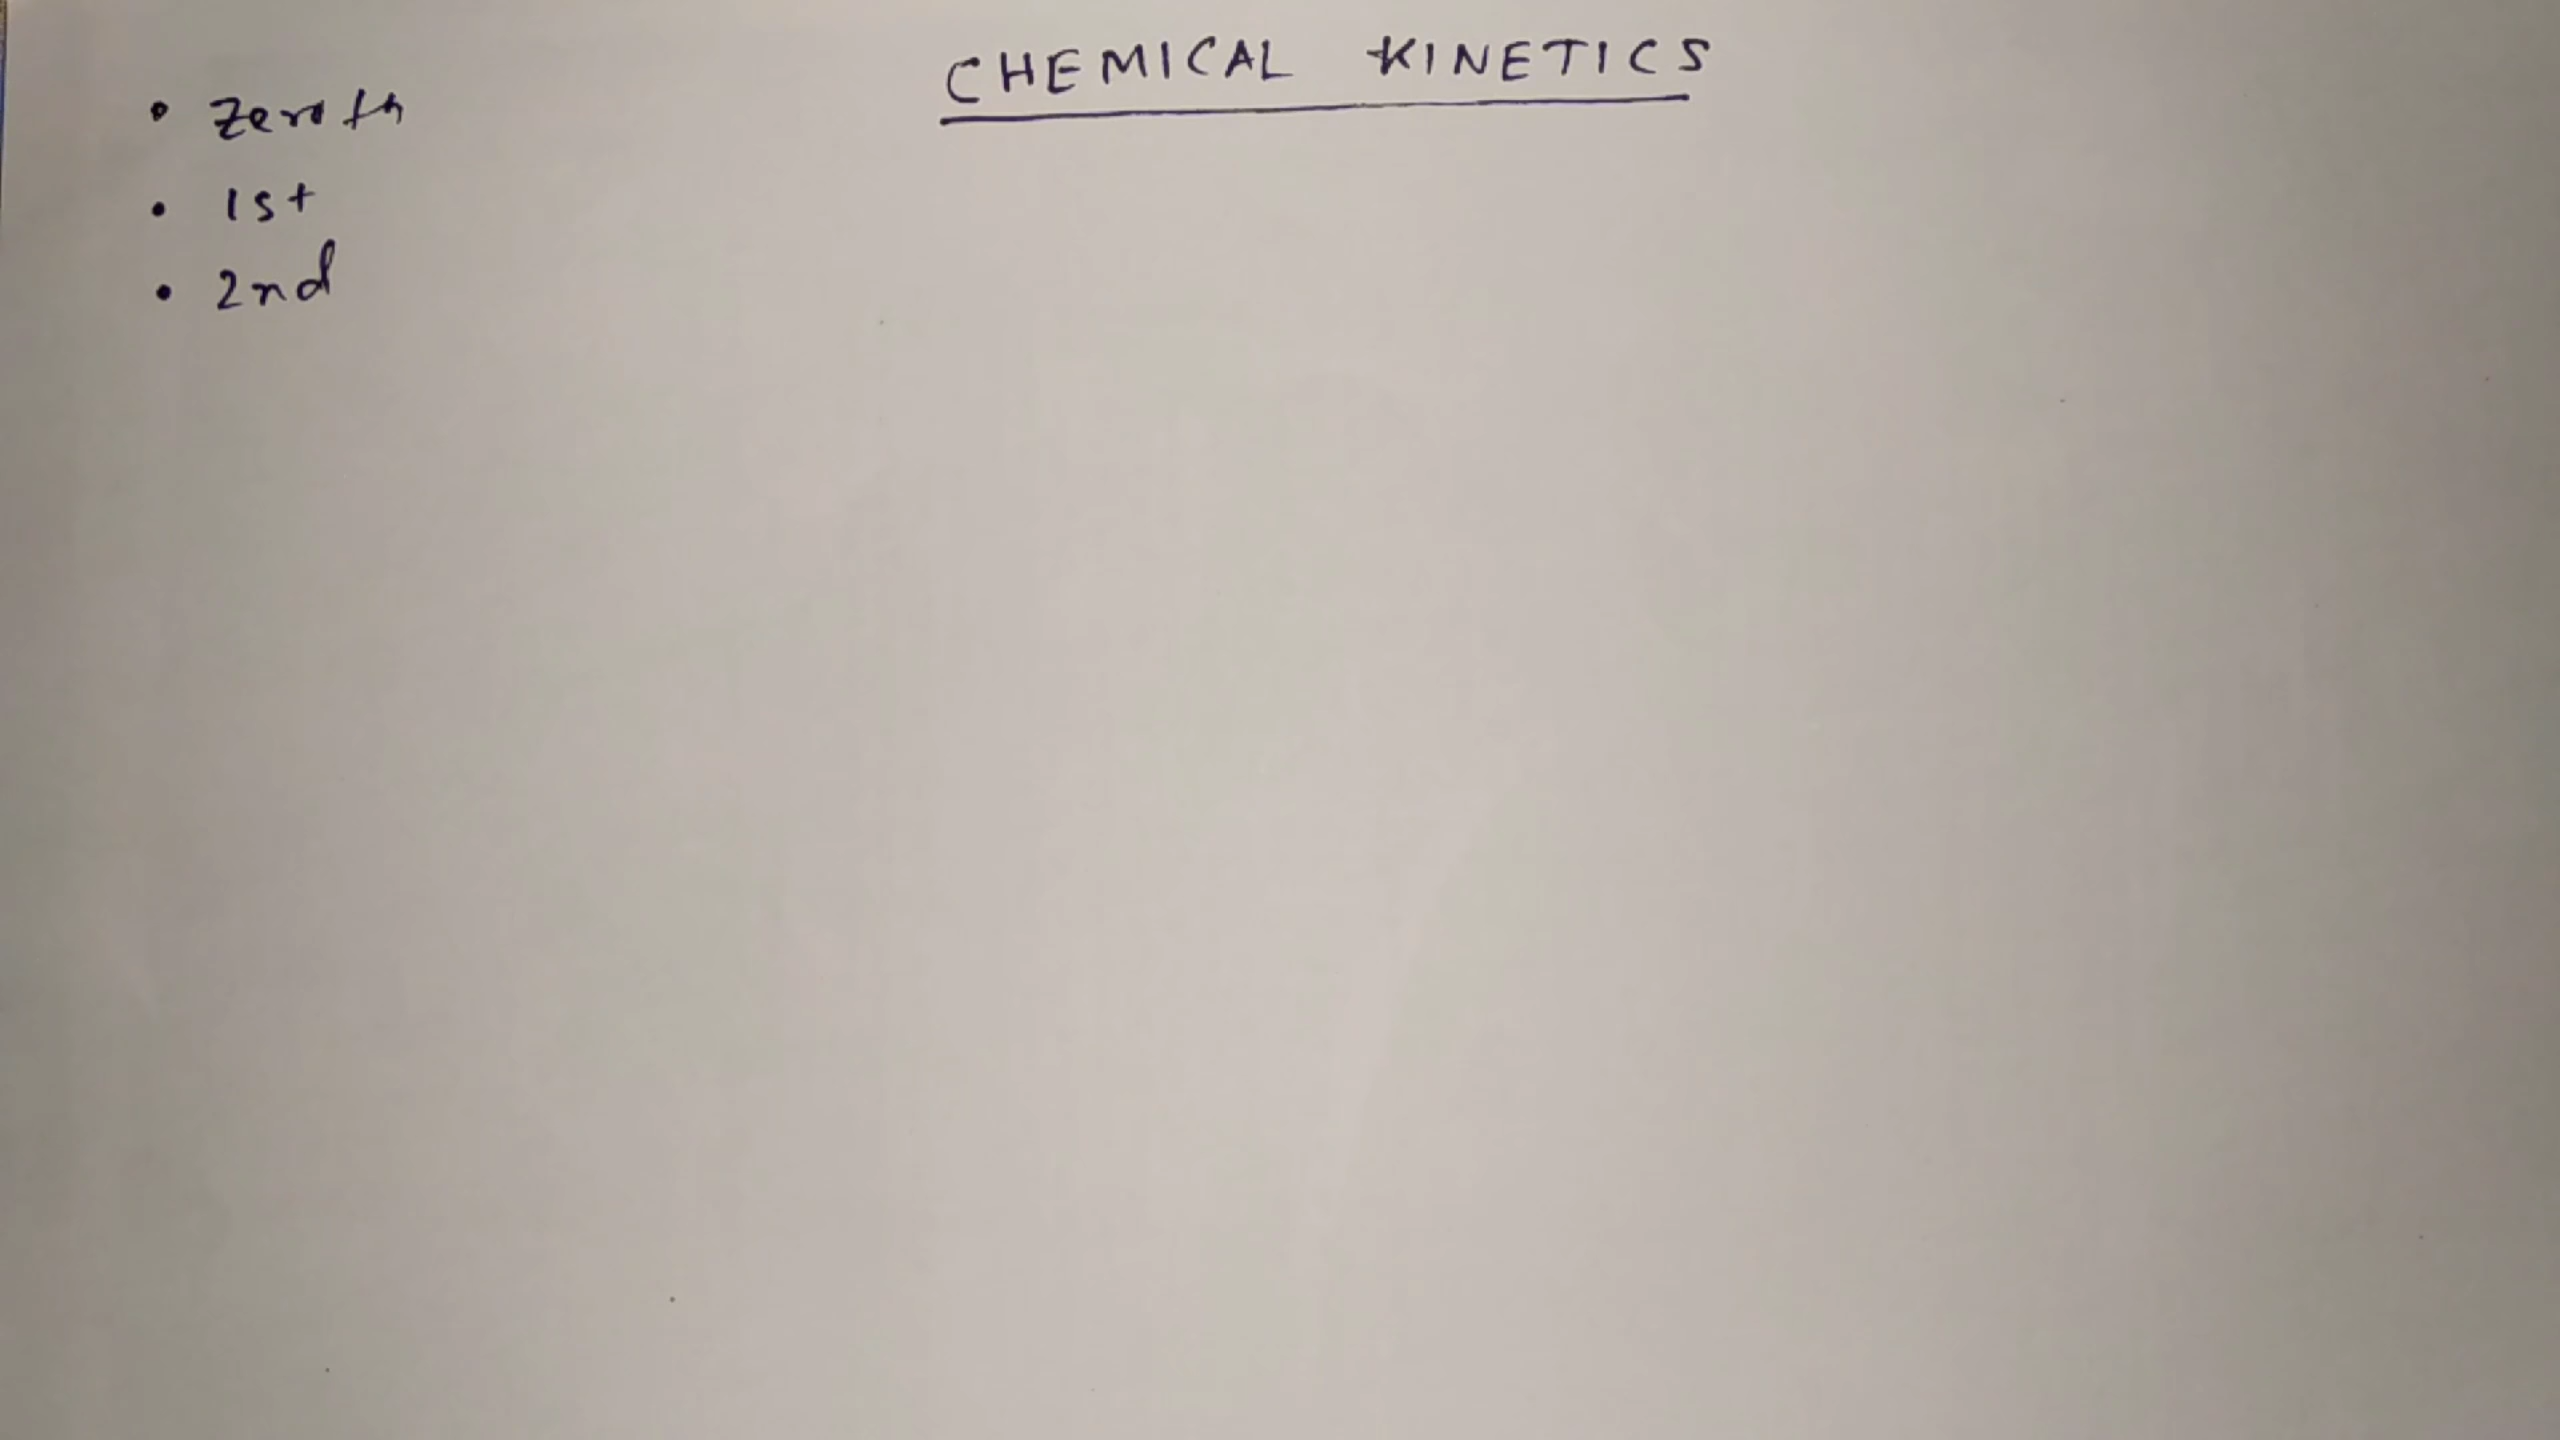 CHEMICAL KINETICS
• Zeroth
• 1st
• 2nd